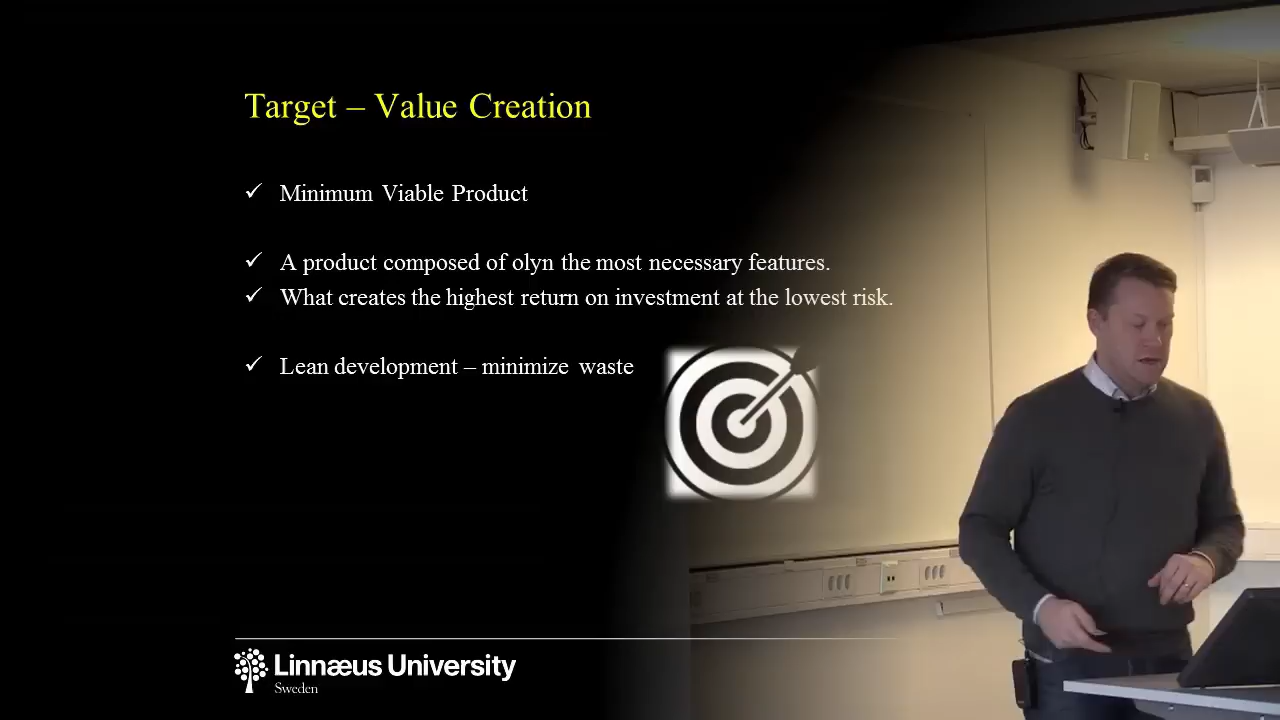 Target – Value Creation
✓ Minimum Viable Product
✓ A product composed of olyn the most necessary features.
✓ What creates the highest return on investment at the lowest risk.
✓ Lean development – minimize waste
Linnæus University
Sweden